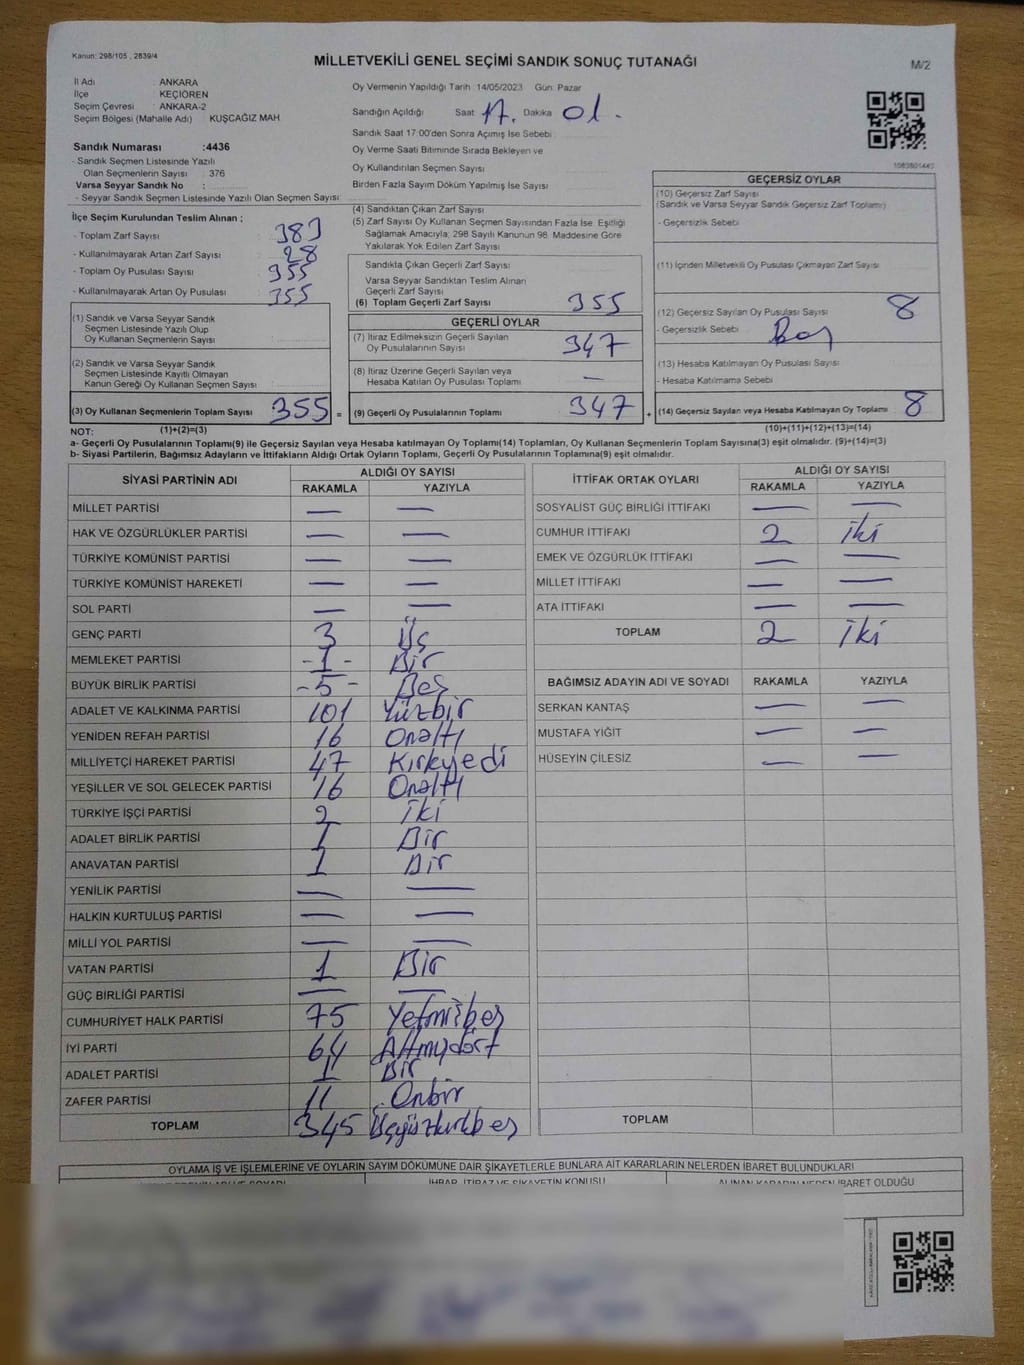 Kanun: 298/105 , 2839/4
MİLLETVEKİLİ GENEL SEÇİMİ SANDIK SONUÇ TUTANAĞI
M/2
İl Adı ANKARA
İlçe KEÇİÖREN
Seçim Çevresi ANKARA-2
Seçim Bölgesi (Mahalle Adı) KUŞCAĞIZ MAH
Sandık Numarası :4436
- Sandık Seçmen Listesinde Yazılı
Olan Seçmenlerin Sayısı : 376
Varsa Seyyar Sandık No :
- Seyyar Sandık Seçmen Listesinde Yazılı Olan Seçmen Sayısı:
İlçe Seçim Kurulundan Teslim Alınan ;
- Toplam Zarf Sayısı : 383
- Kullanılmayarak Artan Zarf Sayısı : 28
- Toplam Oy Pusulası Sayısı : 355
- Kullanılmayarak Artan Oy Pusulası : 355
(1) Sandık ve Varsa Seyyar Sandık
Seçmen Listesinde Yazılı Olup
Oy Kullanan Seçmenlerin Sayısı :
(2) Sandık ve Varsa Seyyar Sandık
Seçmen Listesinde Kayıtlı Olmayan
Kanun Gereği Oy Kullanan Seçmen Sayısı :
(3) Oy Kullanan Seçmenlerin Toplam Sayısı 355 =
Oy Vermenin Yapıldığı Tarih : 14/05/2023 Gün: Pazar
Sandığın Açıldığı Saat 17. Dakika 01.
Sandık Saat 17:00'den Sonra Açımış İse Sebebi :
Oy Verme Saati Bitiminde Sırada Bekleyen ve
Oy Kullandırılan Seçmen Sayısı :
Birden Fazla Sayım Döküm Yapılmış İse Sayısı :
(4) Sandıktan Çıkan Zarf Sayısı :
(5) Zarf Sayısı Oy Kullanan Seçmen Sayısından Fazla İse Eşitliği
Sağlamak Amacıyla; 298 Sayılı Kanunun 98. Maddesine Göre
Yakılarak Yok Edilen Zarf Sayısı :
Sandıkta Çıkan Geçerli Zarf Sayısı :
Varsa Seyyar Sandıktan Teslim Alınan
Geçerli Zarf Sayısı :
(6) Toplam Geçerli Zarf Sayısı : 355
GEÇERLİ OYLAR
(7) İtiraz Edilmeksizin Geçerli Sayılan
Oy Pusulalarının Sayısı : 347
(8) İtiraz Üzerine Geçerli Sayılan veya
Hesaba Katılan Oy Pusulası Toplamı : —
(9) Geçerli Oy Pusulalarının Toplamı : 347 +
GEÇERSİZ OYLAR
(10) Geçersiz Zarf Sayısı
(Sandık ve Varsa Seyyar Sandık Geçersiz Zarf Toplamı) :
- Geçersizlik Sebebi :
(11) İçinden Milletvekili Oy Pusulası Çıkmayan Zarf Sayısı :
(12) Geçersiz Sayılan Oy Pusulası Sayısı : 8
- Geçersizlik Sebebi : Boş
(13) Hesaba Katılmayan Oy Pusulası Sayısı :
- Hesaba Katılmama Sebebi :
(14) Geçersiz Sayılan veya Hesaba Katılmayan Oy Toplamı : 8
NOT: (1)+(2)=(3) (10)+(11)+(12)+(13)=(14)
a- Geçerli Oy Pusulalarının Toplamı(9) ile Geçersiz Sayılan veya Hesaba katılmayan Oy Toplamı(14) Toplamları, Oy Kullanan Seçmenlerin Toplam Sayısına(3) eşit olmalıdır. (9)+(14)=(3)
b- Siyasi Partilerin, Bağımsız Adayların ve İttifakların Aldığı Ortak Oyların Toplamı, Geçerli Oy Pusulalarının Toplamına(9) eşit olmalıdır.
SİYASİ PARTİNİN ADI ALDIĞI OY SAYISI
RAKAMLA YAZIYLA
MİLLET PARTİSİ — —
HAK VE ÖZGÜRLÜKLER PARTİSİ — —
TÜRKİYE KOMÜNİST PARTİSİ — —
TÜRKİYE KOMÜNİST HAREKETİ — —
SOL PARTİ — —
GENÇ PARTİ 3 Üç
MEMLEKET PARTİSİ -1- Bir
BÜYÜK BİRLİK PARTİSİ -5- Beş
ADALET VE KALKINMA PARTİSİ 101 Yüzbir
YENİDEN REFAH PARTİSİ 16 Onaltı
MİLLİYETÇİ HAREKET PARTİSİ 47 Kırkyedi
YEŞİLLER VE SOL GELECEK PARTİSİ 16 Onaltı
TÜRKİYE İŞÇİ PARTİSİ 2 İki
ADALET BİRLİK PARTİSİ 1 Bir
ANAVATAN PARTİSİ 1 Bir
YENİLİK PARTİSİ — —
HALKIN KURTULUŞ PARTİSİ — —
MİLLİ YOL PARTİSİ — —
VATAN PARTİSİ 1 Bir
GÜÇ BİRLİĞİ PARTİSİ — —
CUMHURİYET HALK PARTİSİ 75 Yetmişbeş
İYİ PARTİ 64 Altmışdört
ADALET PARTİSİ 1 Bir
ZAFER PARTİSİ 11 Onbir
TOPLAM 345 Üçyüzkırkbeş
İTTİFAK ORTAK OYLARI ALDIĞI OY SAYISI
RAKAMLA YAZIYLA
SOSYALİST GÜÇ BİRLİĞİ İTTİFAKI — —
CUMHUR İTTİFAKI 2 İki
EMEK VE ÖZGÜRLÜK İTTİFAKI — —
MİLLET İTTİFAKI — —
ATA İTTİFAKI — —
TOPLAM 2 İki
BAĞIMSIZ ADAYIN ADI VE SOYADI RAKAMLA YAZIYLA
SERKAN KANTAŞ — —
MUSTAFA YİĞİT — —
HÜSEYİN ÇİLESİZ — —
TOPLAM
OYLAMA İŞ VE İŞLEMLERİNE VE OYLARIN SAYIM DÖKÜMÜNE DAİR ŞİKAYETLERLE BUNLARA AİT KARARLARIN NELERDEN İBARET BULUNDUKLARI
İHBAR, İTİRAZ VE ŞİKAYETİN KONUSU ALINAN KARARIN NEDEN İBARET OLDUĞU